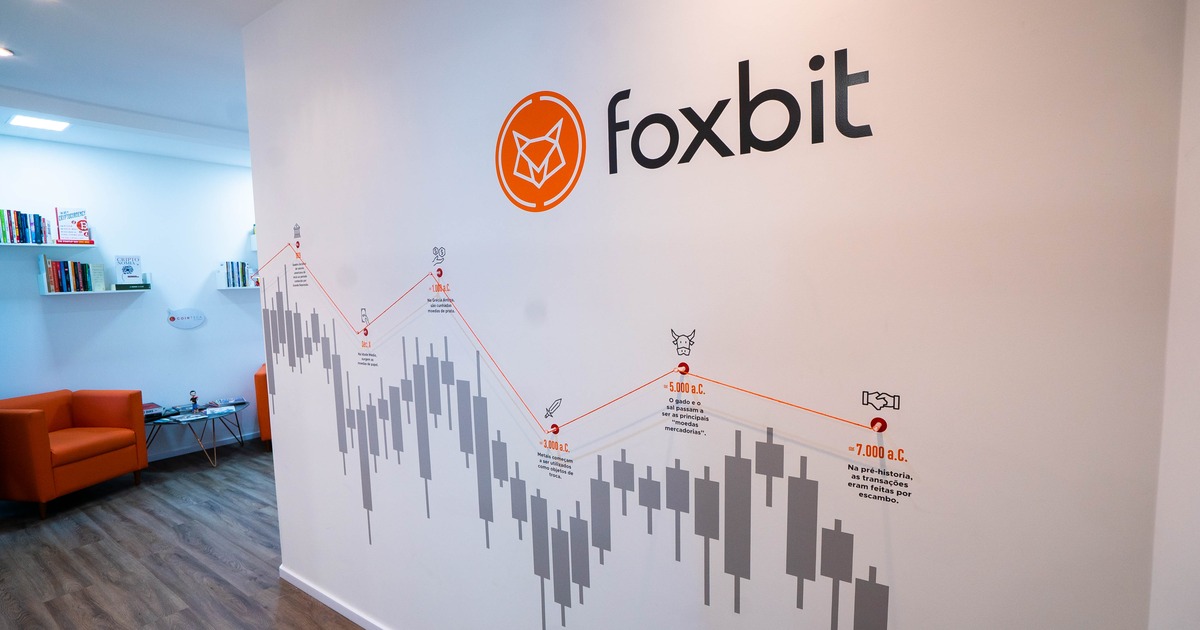 foxbit
1.000 a.C
Na Grécia Antiga,
são cunhadas
moedas de prata.
3.000 a.C.
Metais começam
a ser utilizados
como objetos de
troca.
5.000 a.C.
O gado e o
sal passam a
ser as principais
"moedas
mercadorias".
7.000 a.C.
Na pré-historia,
as transações
eram feitas por
escambo.